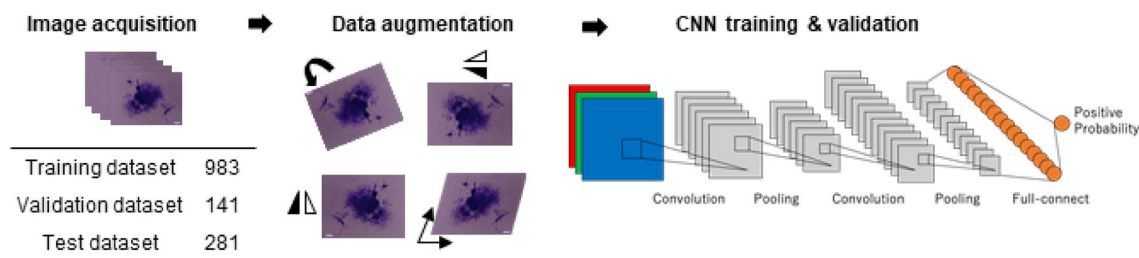 Image acquisition
Data augmentation
CNN training & validation
Training dataset 983
Validation dataset 141
Test dataset 281
Positive
Probability
Convolution
Pooling
Convolution
Pooling
Full-connect